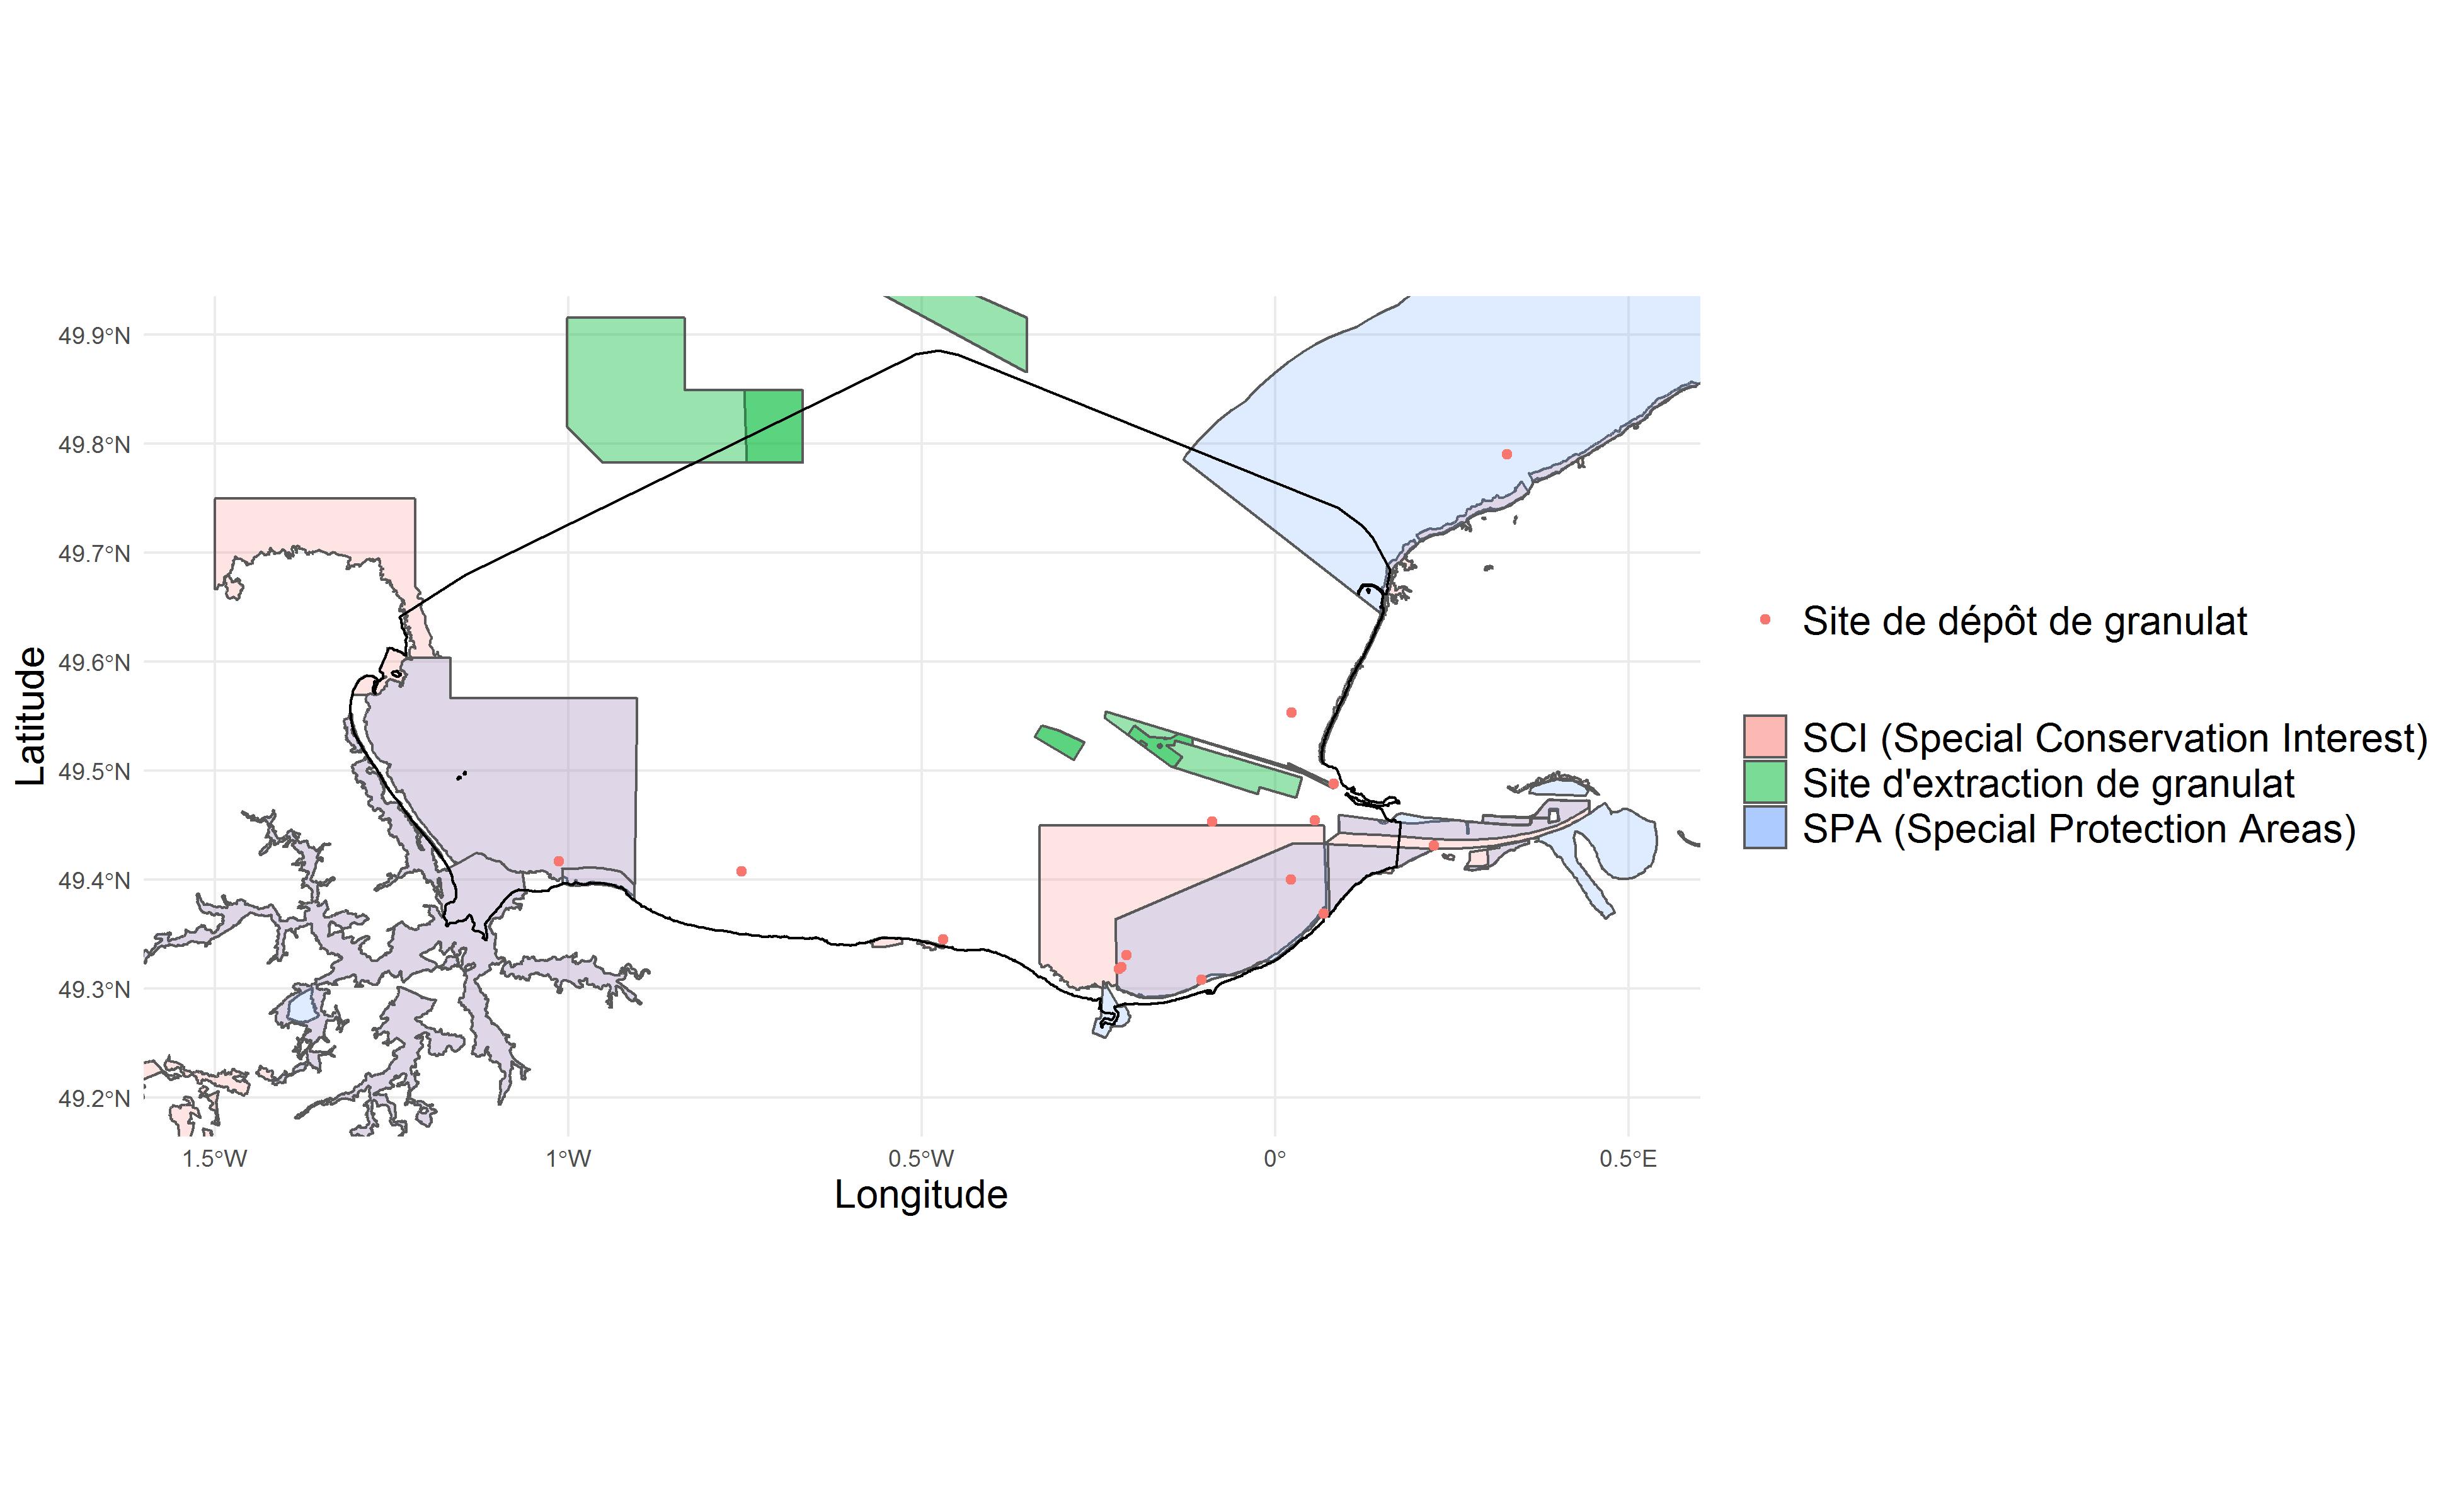 49.9°N
49.8°N
49.7°N
49.6°N
49.5°N
49.4°N
49.3°N
49.2°N
Latitude
1.5°W
1°W
0.5°W
0°
0.5°E
Longitude
Site de dépôt de granulat
SCI (Special Conservation Interest)
Site d'extraction de granulat
SPA (Special Protection Areas)